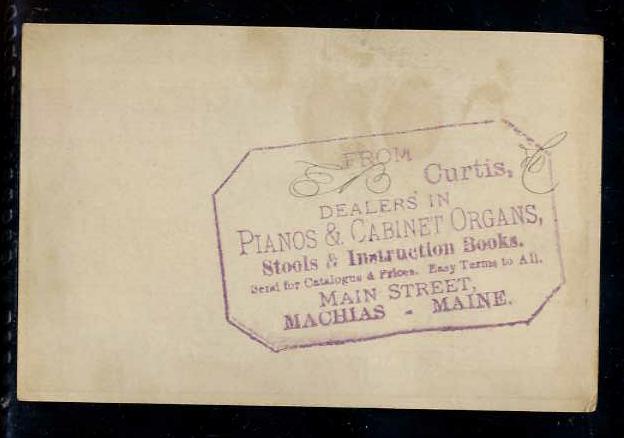 FROM
Curtis,
DEALERS IN
PIANOS & CABINET ORGANS,
Stools & Instruction Books.
Send for Catalogue & Prices. Easy Terms to All.
MAIN STREET,
MACHIAS - MAINE.